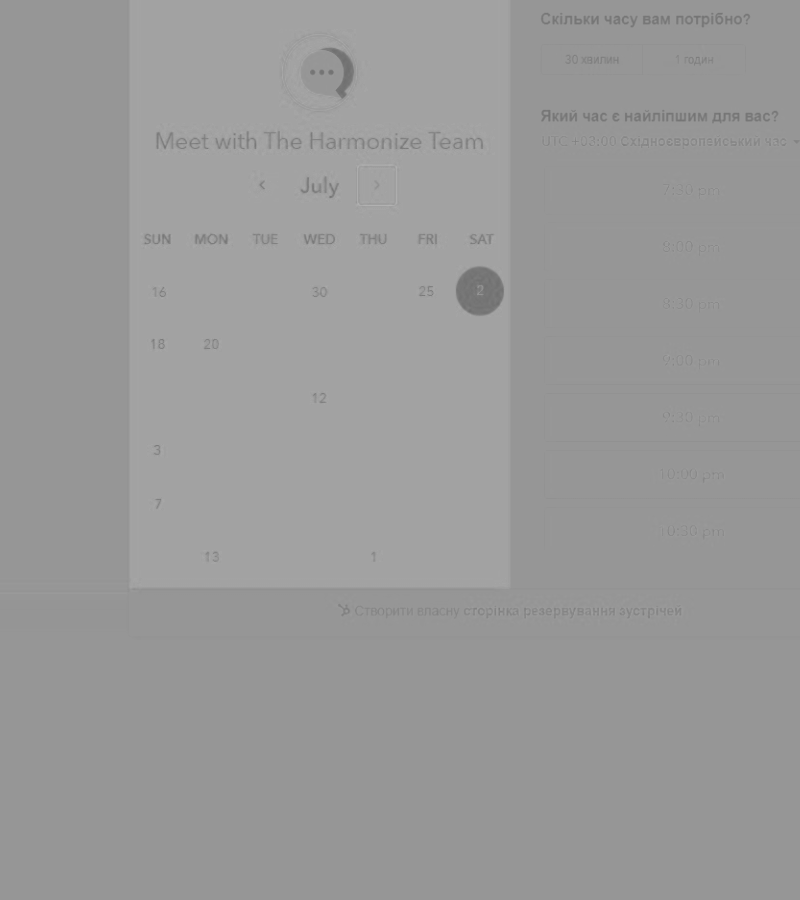 Meet with The Harmonize Team
July
SUN MON TUE WED THU FRI SAT
16 30 25 2
18 20
12
3
7
13 1
Скільки часу вам потрібно?
30 хвилин 1 годин
Який час є найліпшим для вас?
UTC +03:00 Східноєвропейський час
7:30 pm
8:00 pm
8:30 pm
9:00 pm
9:30 pm
10:00 pm
10:30 pm
Створити власну сторінка резервування зустрічей.